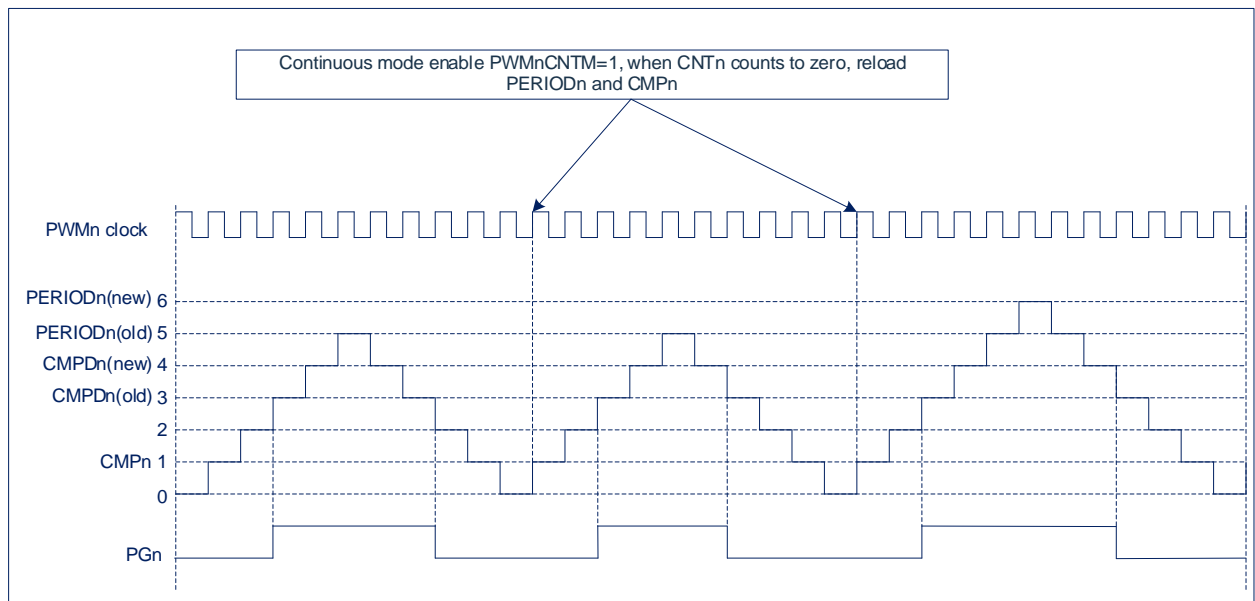 Continuous mode enable PWMnCNTM=1, when CNTn counts to zero, reload
PERIODn and CMPn
PWMn clock
PERIODn(new) 6
PERIODn(old) 5
CMPDn(new) 4
CMPDn(old) 3
2
CMPn 1
0
PGn